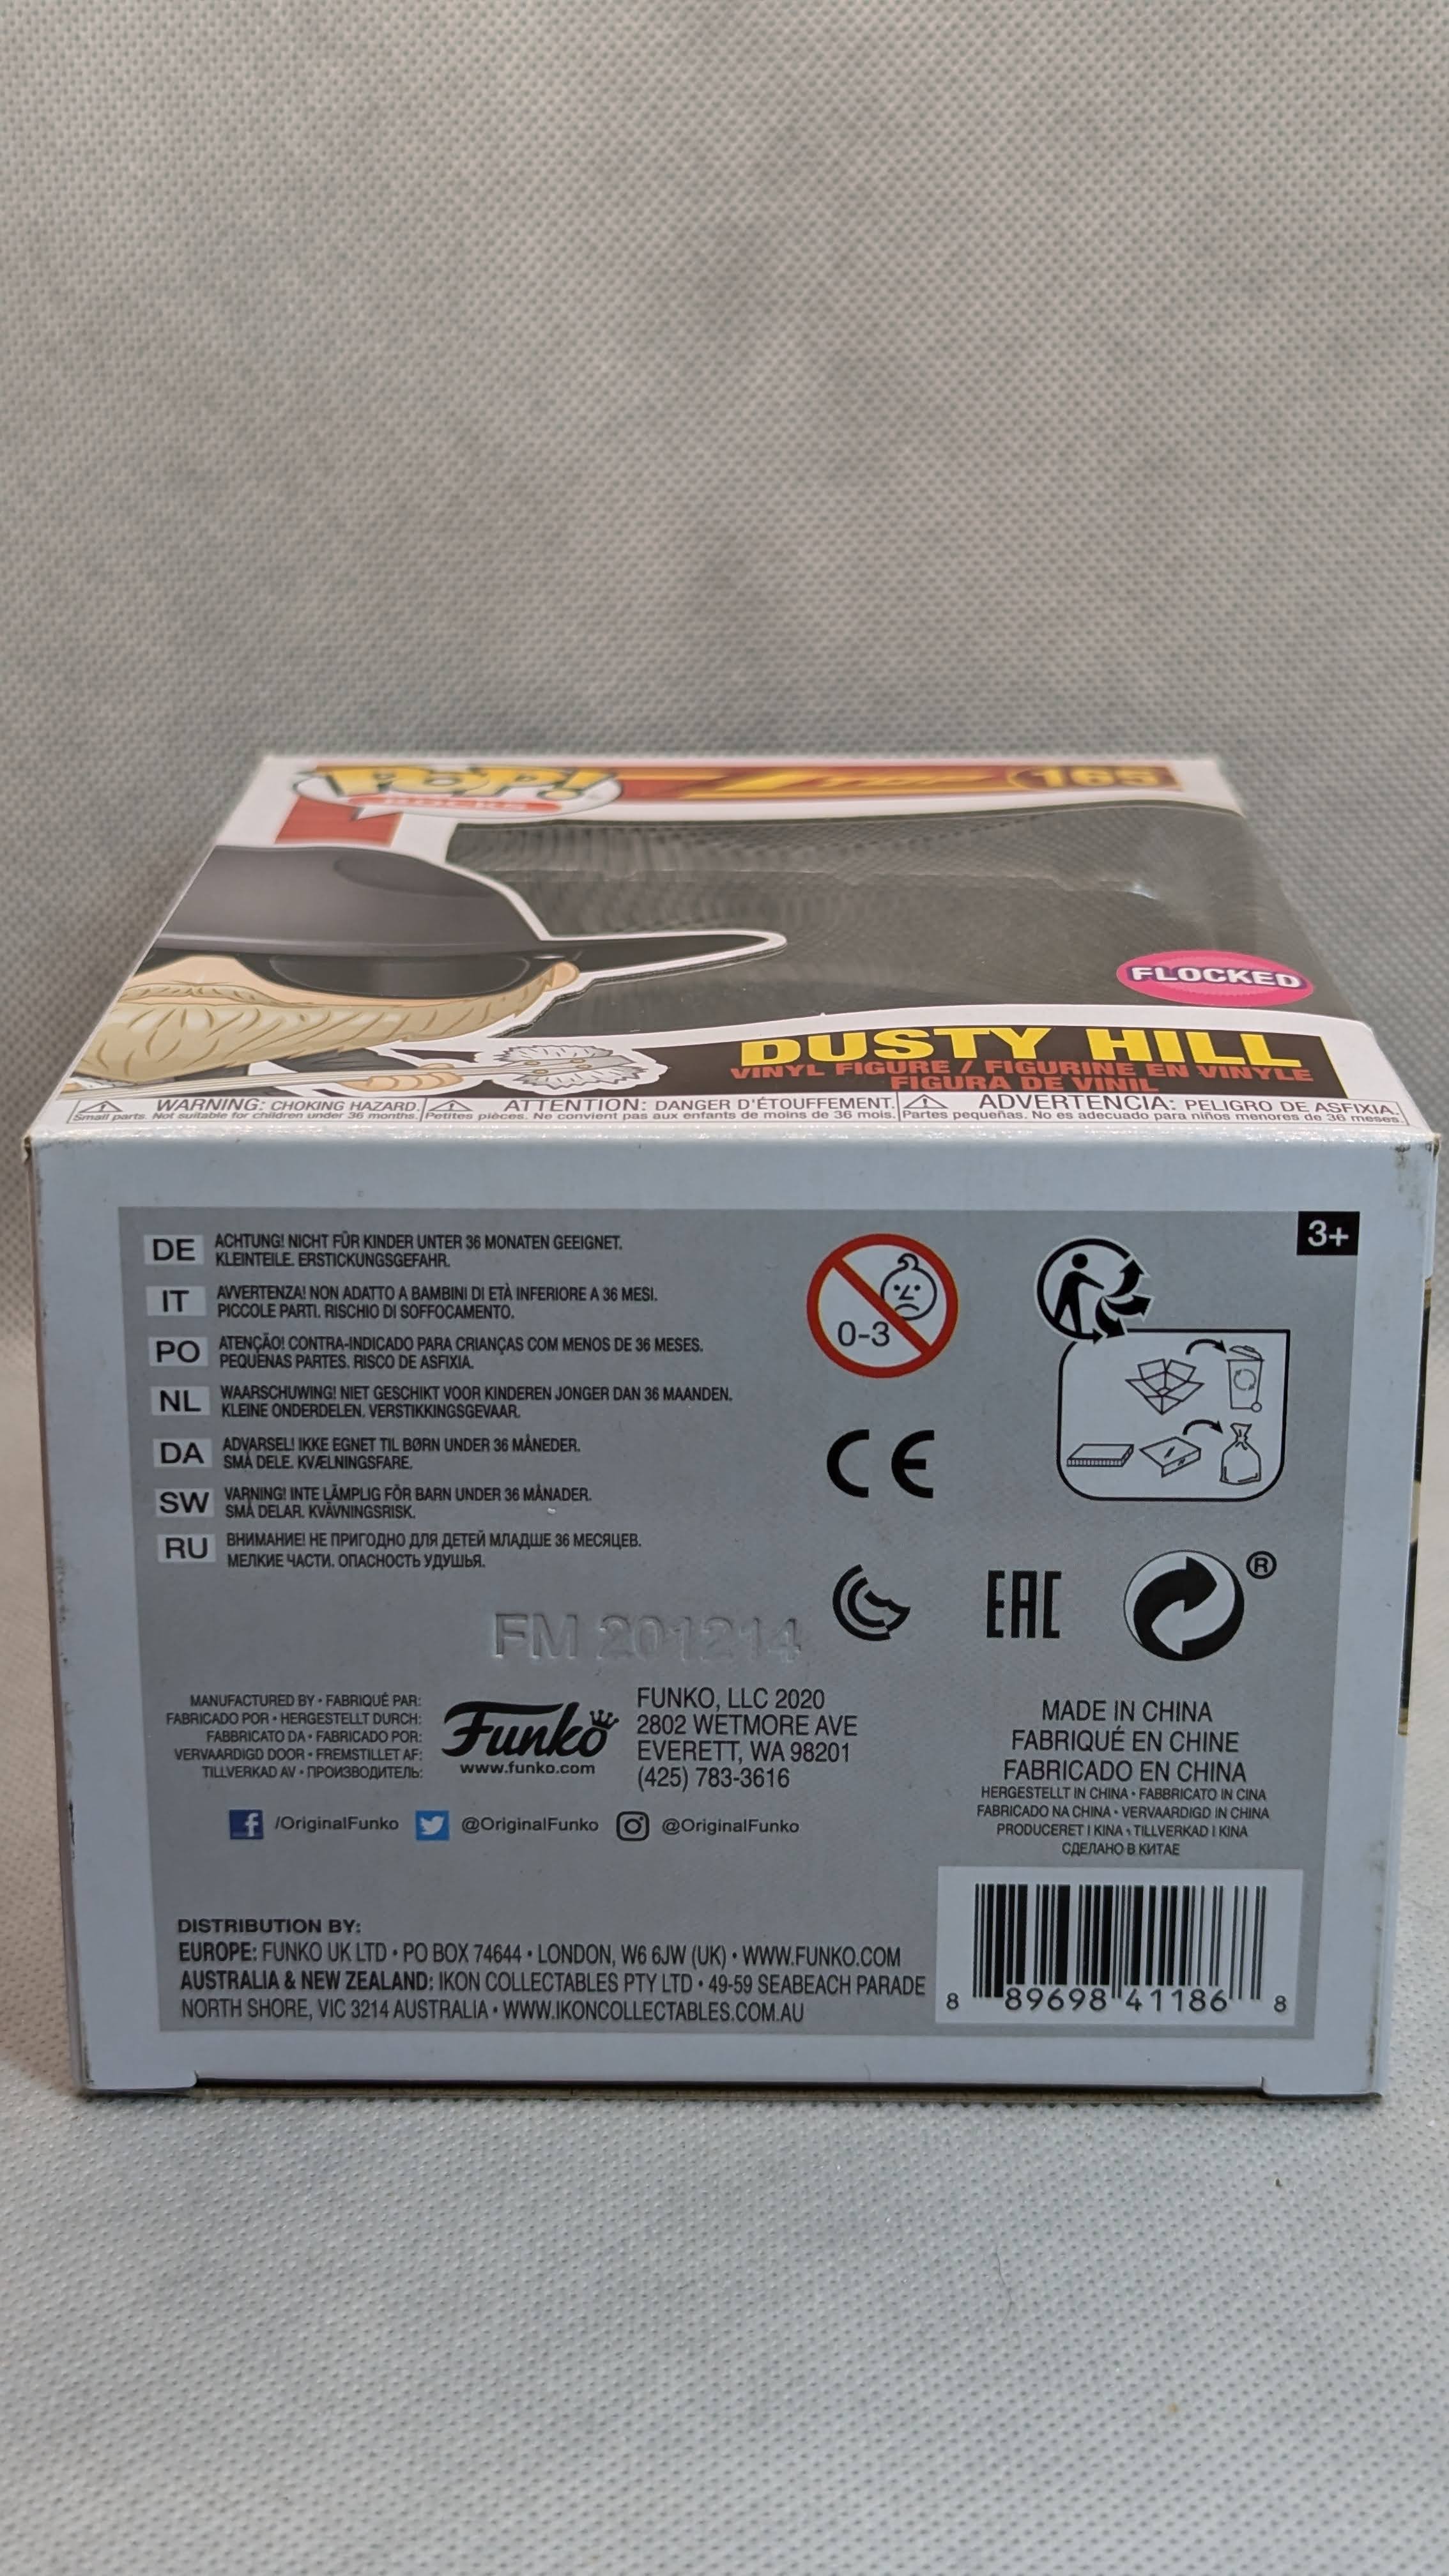 POP!
ROCKS
ZZ TOP
165
FLOCKED
DUSTY HILL
VINYL FIGURE / FIGURINE EN VINYLE
FIGURA DE VINIL
WARNING: CHOKING HAZARD.
Small parts. Not suitable for children under 36 months.
ATTENTION: DANGER D'ÉTOUFFEMENT.
Petites pièces. Ne convient pas aux enfants de moins de 36 mois.
ADVERTENCIA: PELIGRO DE ASFIXIA.
Partes pequeñas. No es adecuado para niños menores de 36 meses.
3+
DE ACHTUNG! NICHT FÜR KINDER UNTER 36 MONATEN GEEIGNET.
KLEINTEILE. ERSTICKUNGSGEFAHR.
IT AVVERTENZA! NON ADATTO A BAMBINI DI ETÀ INFERIORE A 36 MESI.
PICCOLE PARTI. RISCHIO DI SOFFOCAMENTO.
PO ATENÇÃO! CONTRA-INDICADO PARA CRIANÇAS COM MENOS DE 36 MESES.
PEQUENAS PARTES. RISCO DE ASFIXIA.
NL WAARSCHUWING! NIET GESCHIKT VOOR KINDEREN JONGER DAN 36 MAANDEN.
KLEINE ONDERDELEN. VERSTIKKINGSGEVAAR.
DA ADVARSEL! IKKE EGNET TIL BØRN UNDER 36 MÅNEDER.
SMÅ DELE. KVÆLNINGSFARE.
SW VARNING! INTE LÄMPLIG FÖR BARN UNDER 36 MÅNADER.
SMÅ DELAR. KVÄVNINGSRISK.
RU ВНИМАНИЕ! НЕ ПРИГОДНО ДЛЯ ДЕТЕЙ МЛАДШЕ 36 МЕСЯЦЕВ.
МЕЛКИЕ ЧАСТИ. ОПАСНОСТЬ УДУШЬЯ.
0-3
CE
EAC
®
FM 201214
MANUFACTURED BY • FABRIQUÉ PAR:
FABRICADO POR • HERGESTELLT DURCH:
FABBRICATO DA • FABRICADO POR:
VERVAARDIGD DOOR • FREMSTILLET AF:
TILLVERKAD AV • ПРОИЗВОДИТЕЛЬ:
Funko
www.funko.com
FUNKO, LLC 2020
2802 WETMORE AVE
EVERETT, WA 98201
(425) 783-3616
MADE IN CHINA
FABRIQUÉ EN CHINE
FABRICADO EN CHINA
HERGESTELLT IN CHINA • FABBRICATO IN CINA
FABRICADO NA CHINA • VERVAARDIGD IN CHINA
PRODUCERET I KINA • TILLVERKAD I KINA
СДЕЛАНО В КИТАЕ
/OriginalFunko @OriginalFunko @OriginalFunko
DISTRIBUTION BY:
EUROPE: FUNKO UK LTD • PO BOX 74644 • LONDON, W6 6JW (UK) • WWW.FUNKO.COM
AUSTRALIA & NEW ZEALAND: IKON COLLECTABLES PTY LTD • 49-59 SEABEACH PARADE
NORTH SHORE, VIC 3214 AUSTRALIA • WWW.IKONCOLLECTABLES.COM.AU
8 89698 41186 8